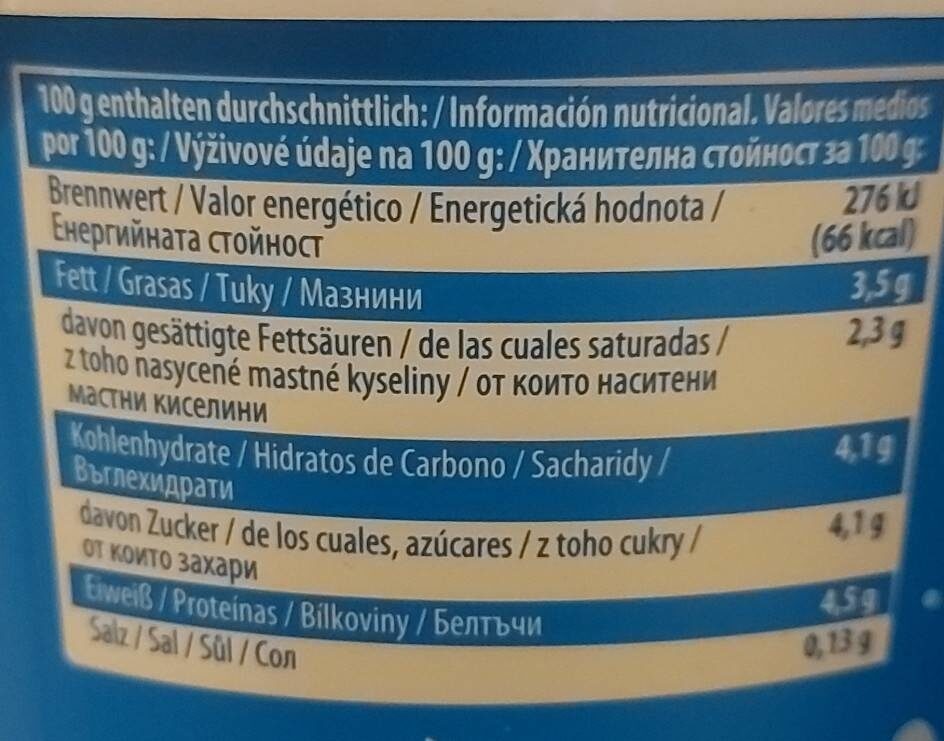 100 g enthalten durchschnittlich: / Información nutricional. Valores medios
por 100 g: / Výživové údaje na 100 g: / Хранителна стойност за 100 g:
Brennwert / Valor energético / Energetická hodnota / 276 kJ
Енергийната стойност (66 kcal)
Fett / Grasas / Tuky / Мазнини 3,5 g
davon gesättigte Fettsäuren / de las cuales saturadas / 2,3 g
z toho nasycené mastné kyseliny / от които наситени
мастни киселини
Kohlenhydrate / Hidratos de Carbono / Sacharidy / 4,1 g
Въглехидрати
davon Zucker / de los cuales, azúcares / z toho cukry / 4,1 g
от които захари
Eiweiß / Proteínas / Bílkoviny / Белтъчи 4,5 g
Salz / Sal / Sůl / Сол 0,13 g